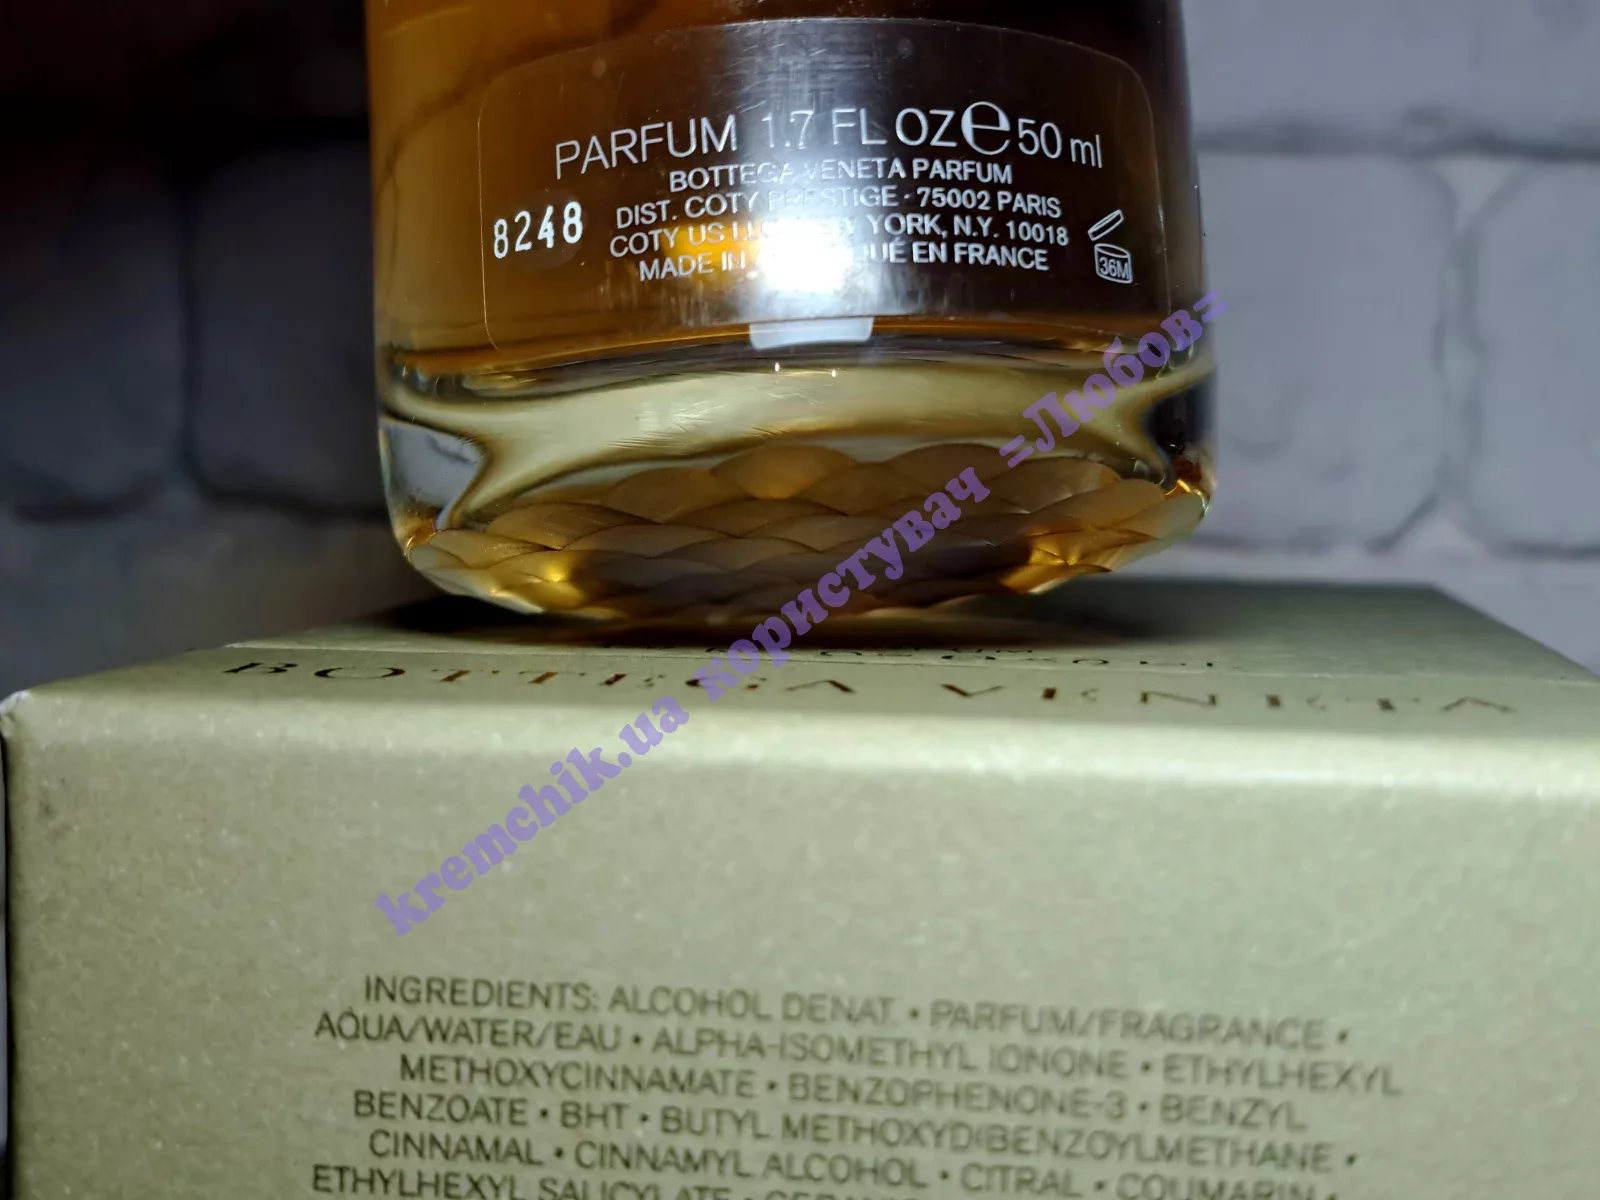 PARFUM 1.7 FL OZ ℮ 50 ml
BOTTEGA VENETA PARFUM
DIST. COTY PRESTIGE · 75002 PARIS
COTY US YORK, N.Y. 10018
MADE IN EN FRANCE
8248
36M
BOTTEGA VENETA
kremchik.ua користувач =Любов=
INGREDIENTS: ALCOHOL DENAT. • PARFUM/FRAGRANCE •
AQUA/WATER/EAU • ALPHA-ISOMETHYL IONONE • ETHYLHEXYL
METHOXYCINNAMATE • BENZOPHENONE-3 • BENZYL
BENZOATE • BHT • BUTYL METHOXYDIBENZOYLMETHANE •
CINNAMAL • CINNAMYL ALCOHOL • CITRAL • COUMARIN •
ETHYLHEXYL SALICYLATE •